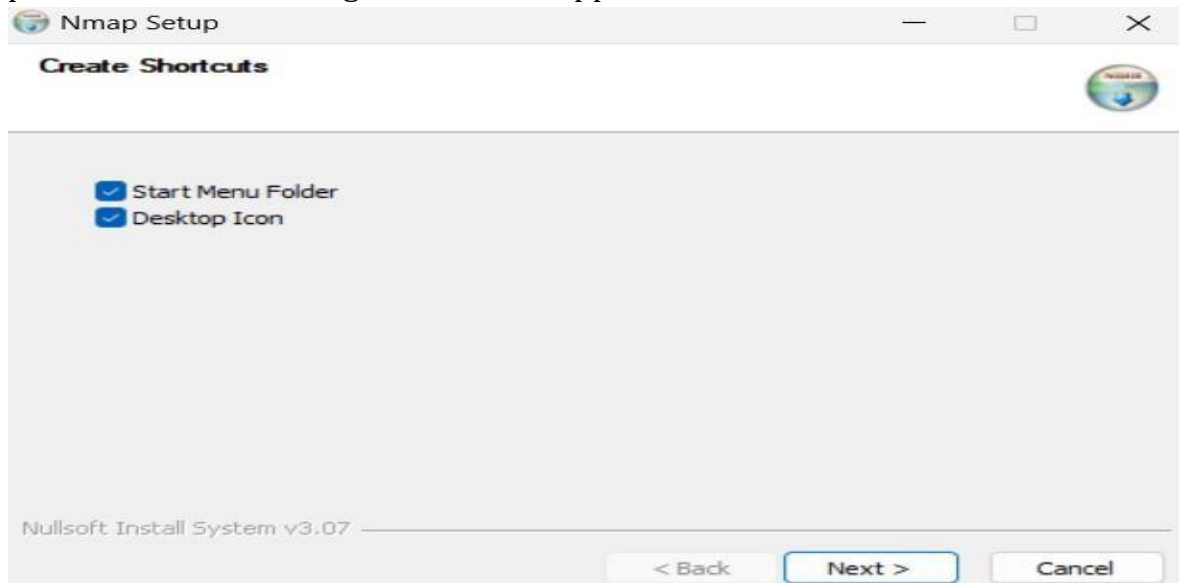 Nmap Setup
Create Shortcuts
Start Menu Folder
Desktop Icon
Nullsoft Install System v3.07
< Back Next > Cancel